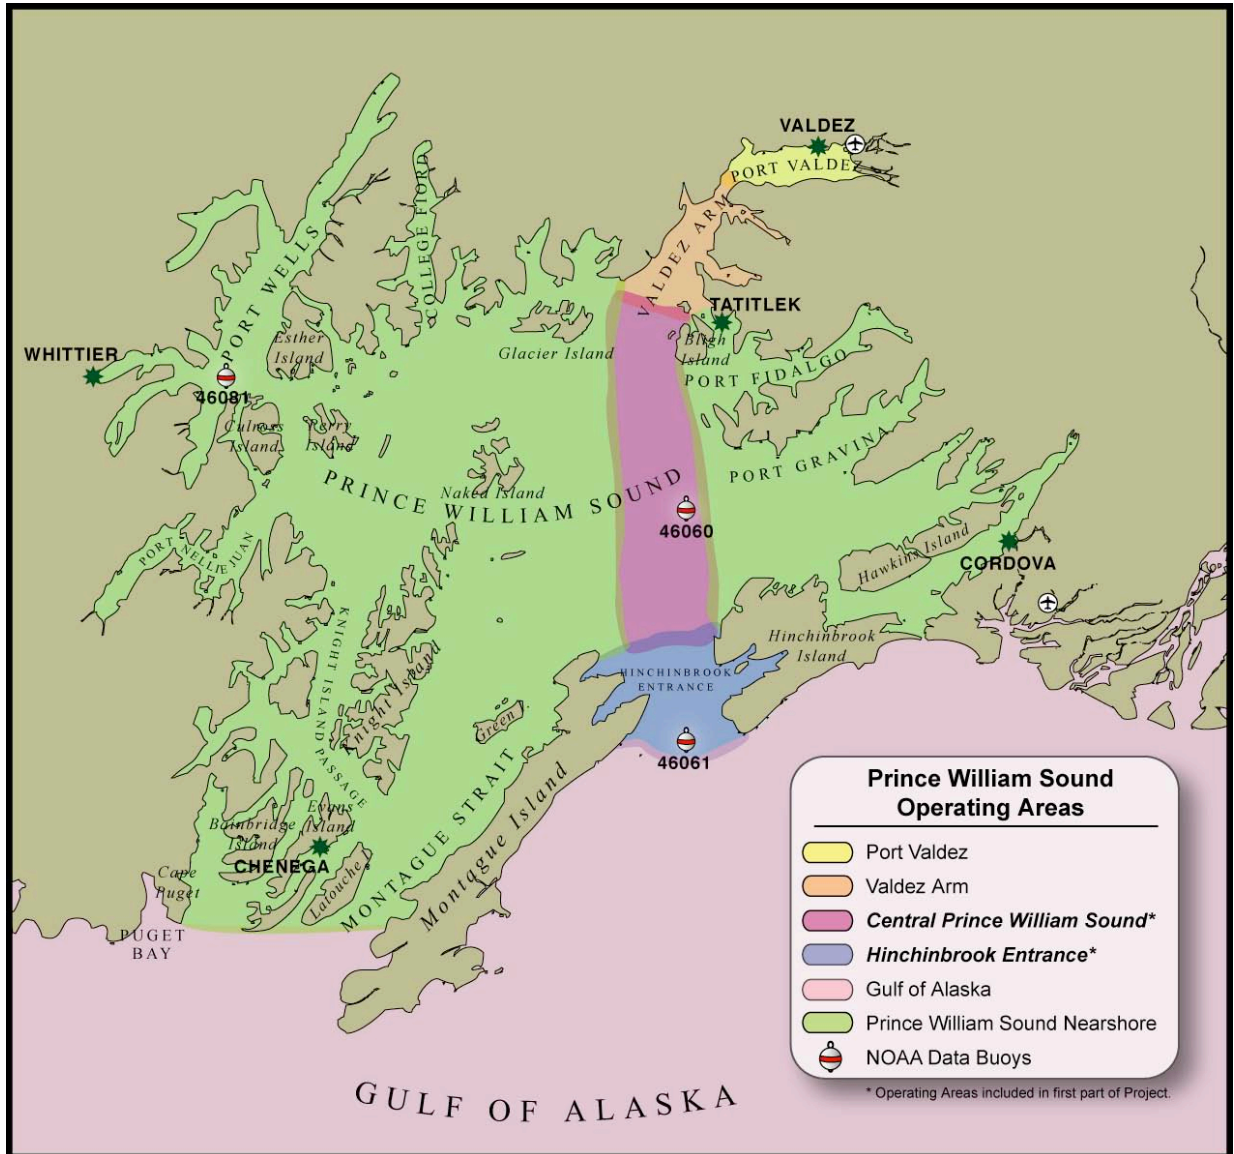 VALDEZ
PORT VALDEZ
VALDEZ ARM
COLLEGE FIORD
PORT WELLS
TATITLEK
Esther
Island
WHITTIER
Glacier Island
Bligh
Island
PORT FIDALGO
46081
Culross
Island
Perry
Island
PORT GRAVINA
Naked Island
PRINCE WILLIAM SOUND
46060
PORT NELLIE JUAN
Hawkins Island
CORDOVA
KNIGHT ISLAND PASSAGE
Knight Island
Hinchinbrook
Island
HINCHINBROOK
ENTRANCE
Green I.
46061
MONTAGUE STRAIT
Montague Island
Evans
Island
Bainbridge
Island
CHENEGA
Latouche I.
Cape
Puget
PUGET
BAY
GULF OF ALASKA
Prince William Sound
Operating Areas
Port Valdez
Valdez Arm
Central Prince William Sound*
Hinchinbrook Entrance*
Gulf of Alaska
Prince William Sound Nearshore
NOAA Data Buoys
* Operating Areas included in first part of Project.